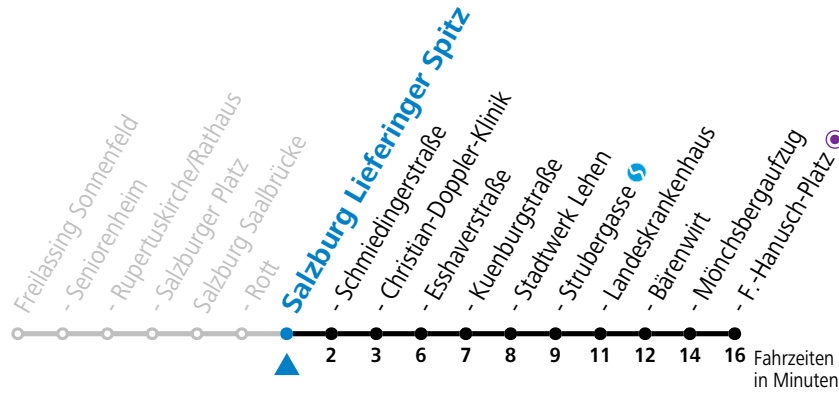 Freilassing Sonnenfeld
- Seniorenheim
- Rupertuskirche/Rathaus
- Salzburger Platz
Salzburg Saalbrücke
- Rott
Salzburg Lieferinger Spitz
- Schmiedingerstraße
- Christian-Doppler-Klinik
- Esshaverstraße
- Kuenburgstraße
- Stadtwerk Lehen
- Strubergasse
- Landeskrankenhaus
- Bärenwirt
- Mönchsbergaufzug
- F.-Hanusch-Platz
2 3 6 7 8 9 11 12 14 16 Fahrzeiten
in Minuten